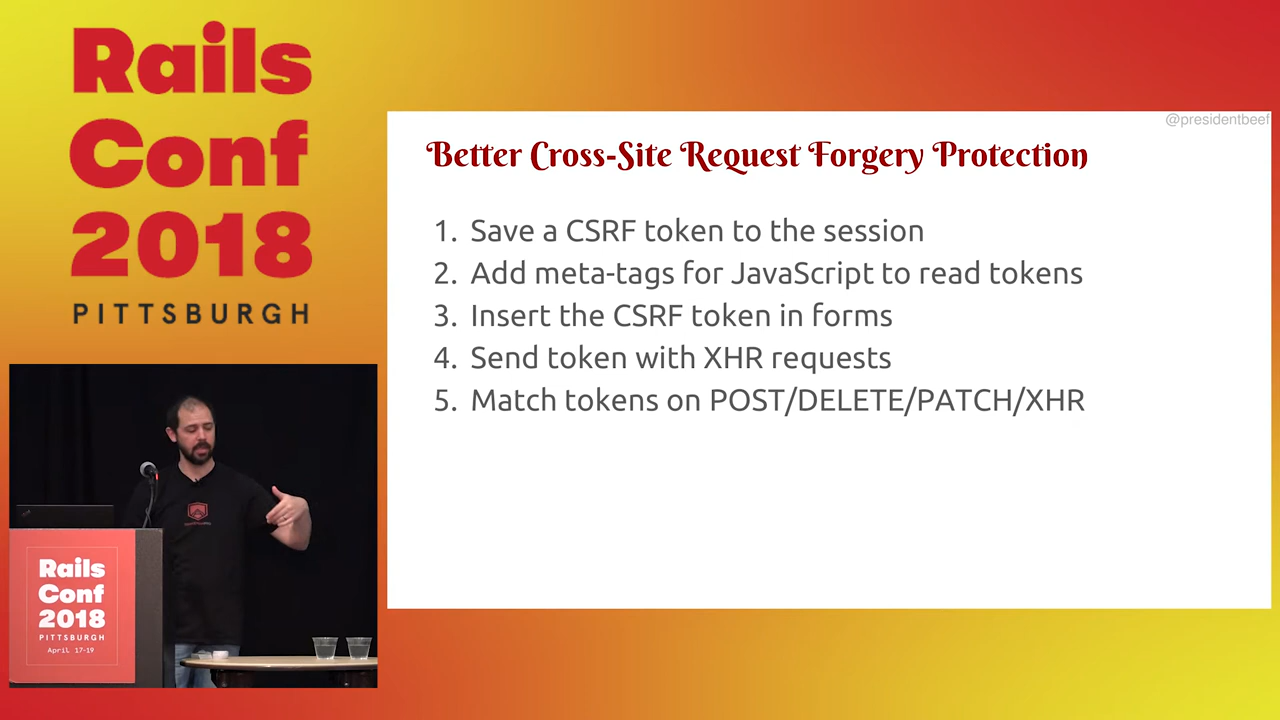 Rails
Conf
2018
PITTSBURGH
@presidentbeef
Better Cross-Site Request Forgery Protection
1. Save a CSRF token to the session
2. Add meta-tags for JavaScript to read tokens
3. Insert the CSRF token in forms
4. Send token with XHR requests
5. Match tokens on POST/DELETE/PATCH/XHR
Rails
Conf
2018
PITTSBURGH
April 17-19